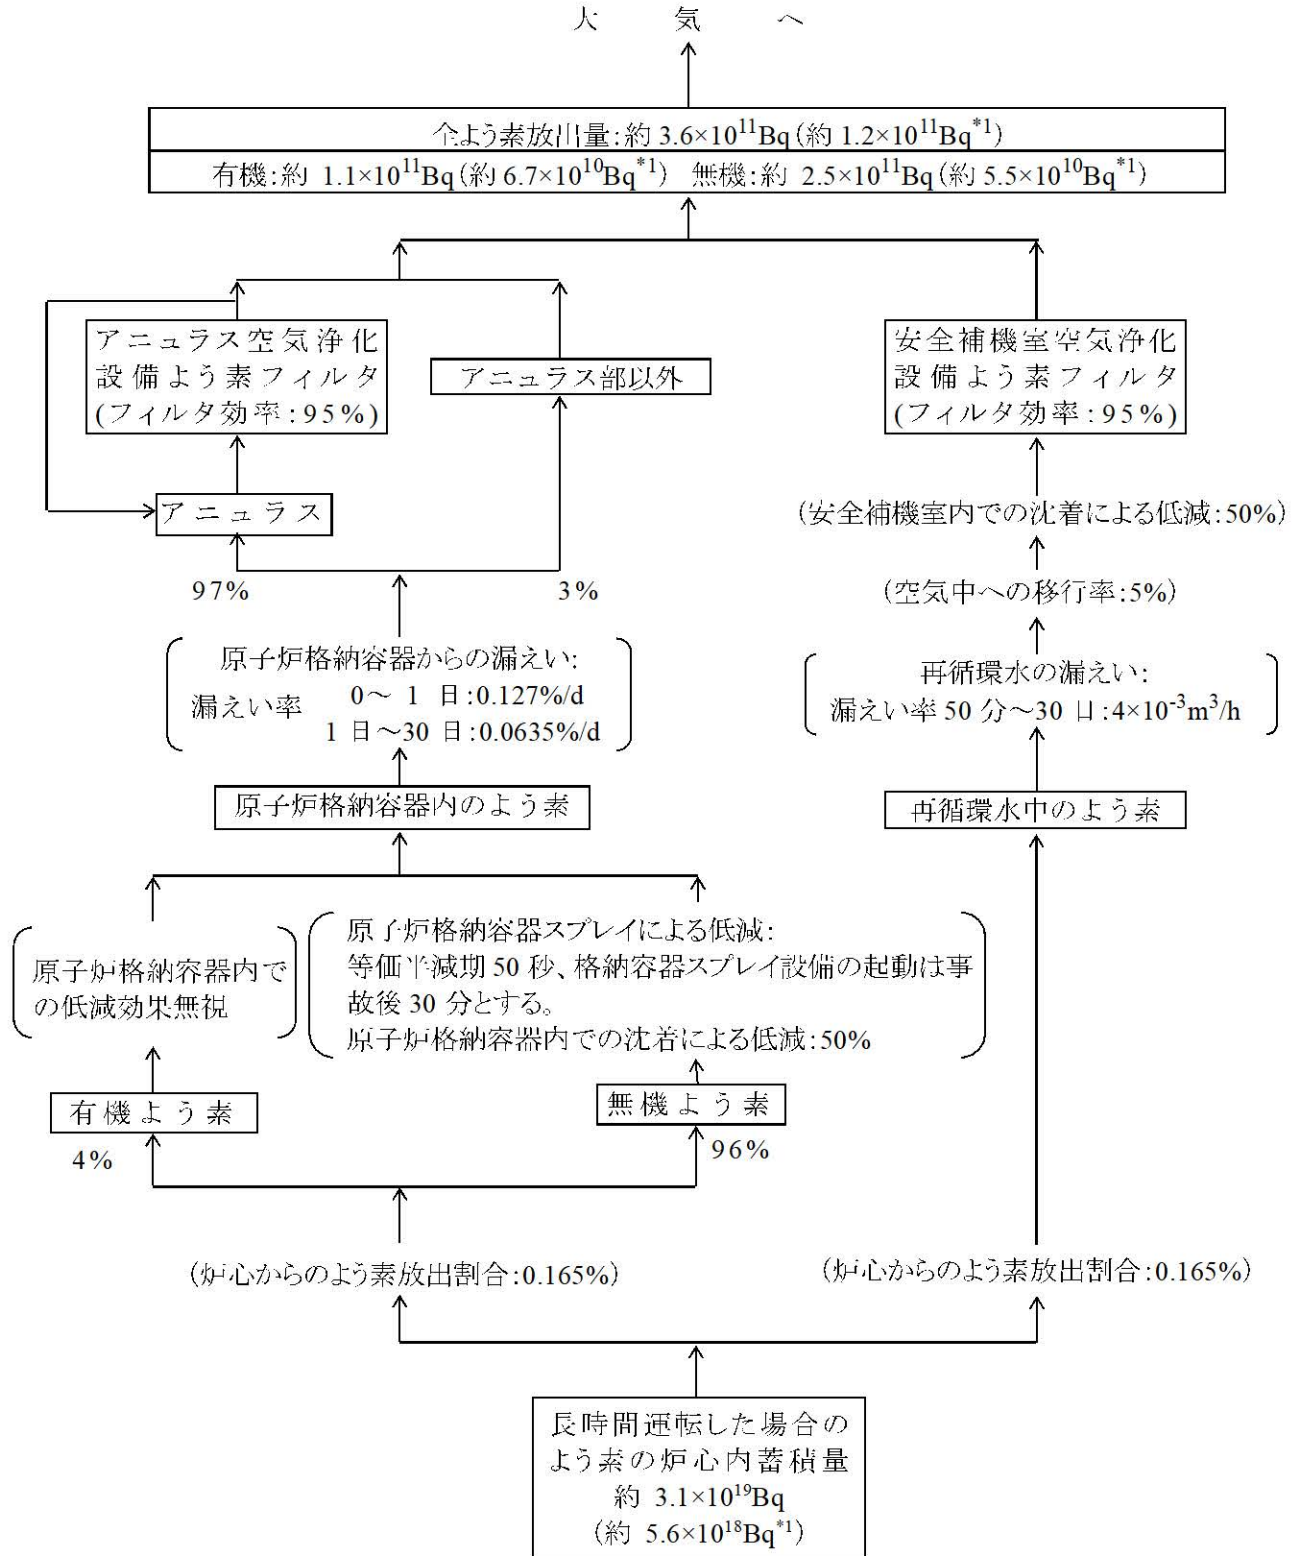 大　気　へ
全よう素放出量：約 3.6×10¹¹Bq(約 1.2×10¹¹Bq*¹)
有機：約 1.1×10¹¹Bq(約 6.7×10¹⁰Bq*¹)　無機：約 2.5×10¹¹Bq(約 5.5×10¹⁰Bq*¹)
アニュラス空気浄化
設備よう素フィルタ
(フィルタ効率：95%)
アニュラス部以外
安全補機室空気浄化
設備よう素フィルタ
(フィルタ効率：95%)
アニュラス
(安全補機室内での沈着による低減：50%)
97%
3%
(空気中への移行率：5%)
原子炉格納容器からの漏えい：
漏えい率
0～ 1 日：0.127%/d
1 日～30 日：0.0635%/d
再循環水の漏えい：
漏えい率 50 分～30 日：4×10⁻³m³/h
原子炉格納容器内のよう素
再循環水中のよう素
原子炉格納容器内で
の低減効果無視
原子炉格納容器スプレイによる低減：
等価半減期 50 秒、格納容器スプレイ設備の起動は事
故後 30 分とする。
原子炉格納容器内での沈着による低減：50%
有機よう素
無機よう素
4%
96%
(炉心からのよう素放出割合：0.165%)
(炉心からのよう素放出割合：0.165%)
長時間運転した場合の
よう素の炉心内蓄積量
約 3.1×10¹⁹Bq
(約 5.6×10¹⁸Bq*¹)